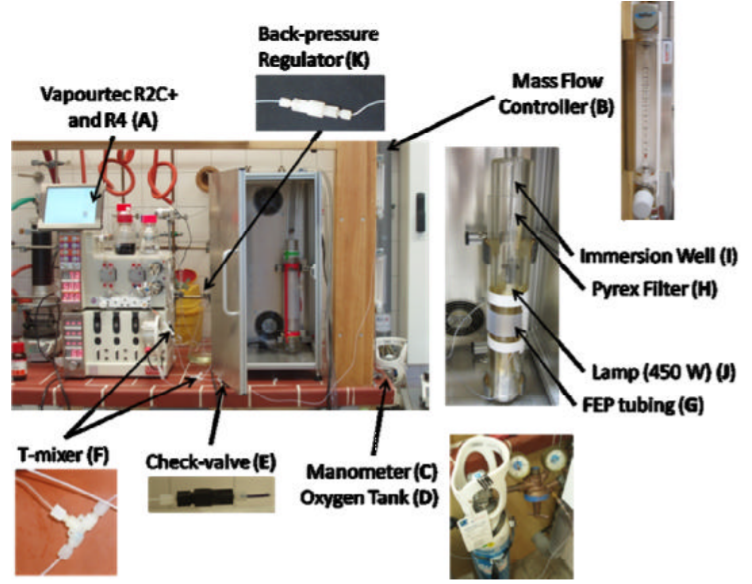 Back-pressure
Regulator (K)
Vapourtec R2C+
and R4 (A)
Mass Flow
Controller (B)
Immersion Well (I)
Pyrex Filter (H)
Lamp (450 W) (J)
FEP tubing (G)
T-mixer (F)
Check-valve (E)
Manometer (C)
Oxygen Tank (D)